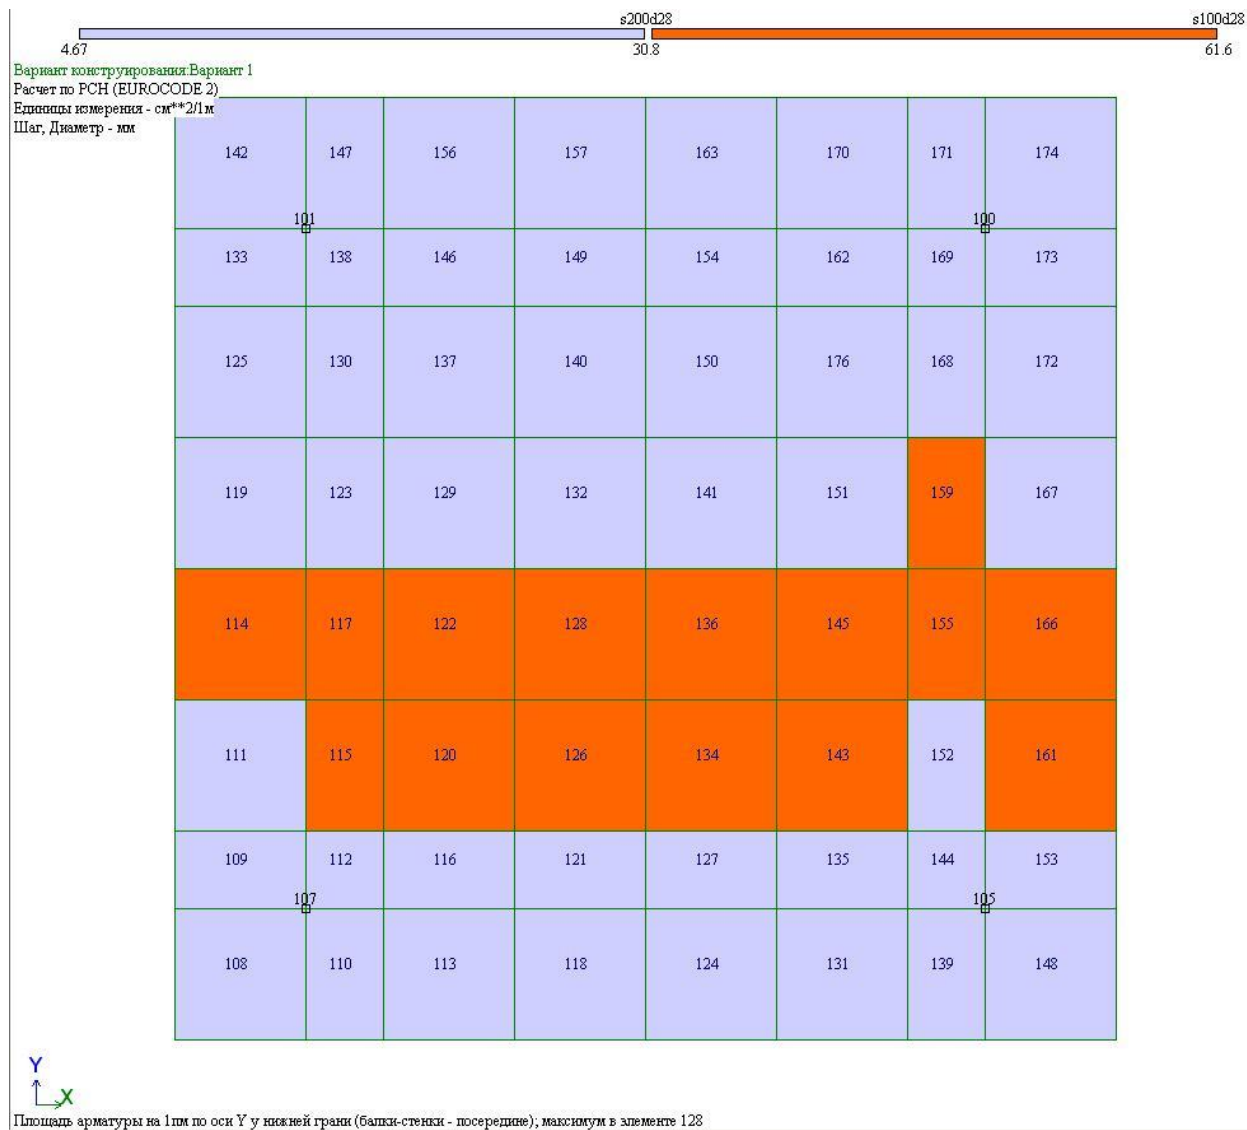 s200d28 s100d28
4.67 30.8 61.6
Вариант конструирования:Вариант 1
Расчет по РСН (EUROCODE 2)
Единицы измерения - см**2/1м
Шаг, Диаметр - мм
142 147 156 157 163 170 171 174
101 100
133 138 146 149 154 162 169 173
125 130 137 140 150 176 168 172
119 123 129 132 141 151 159 167
114 117 122 128 136 145 155 166
111 115 120 126 134 143 152 161
109 112 116 121 127 135 144 153
107 105
108 110 113 118 124 131 139 148
Y
X
Площадь арматуры на 1пм по оси Y у нижней грани (балки-стенки - посередине); максимум в элементе 128